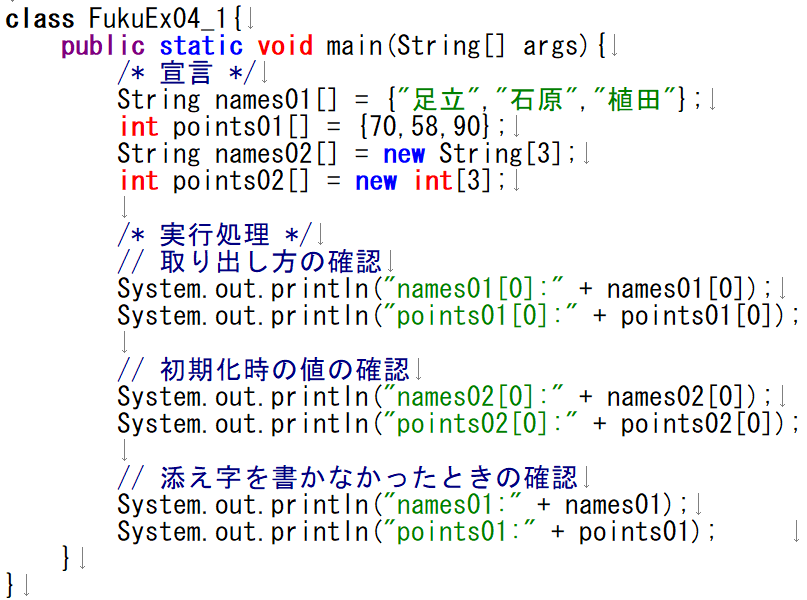 class FukuEx04_1{
    public static void main(String[] args){
        /* 宣言 */
        String names01[] = {"足立","石原","植田"};
        int points01[] = {70,58,90};
        String names02[] = new String[3];
        int points02[] = new int[3];

        /* 実行処理 */
        // 取り出し方の確認
        System.out.println("names01[0]:" + names01[0]);
        System.out.println("points01[0]:" + points01[0]);

        // 初期化時の値の確認
        System.out.println("names02[0]:" + names02[0]);
        System.out.println("points02[0]:" + points02[0]);

        // 添え字を書かなかったときの確認
        System.out.println("names01:" + names01);
        System.out.println("points01:" + points01);
    }
}